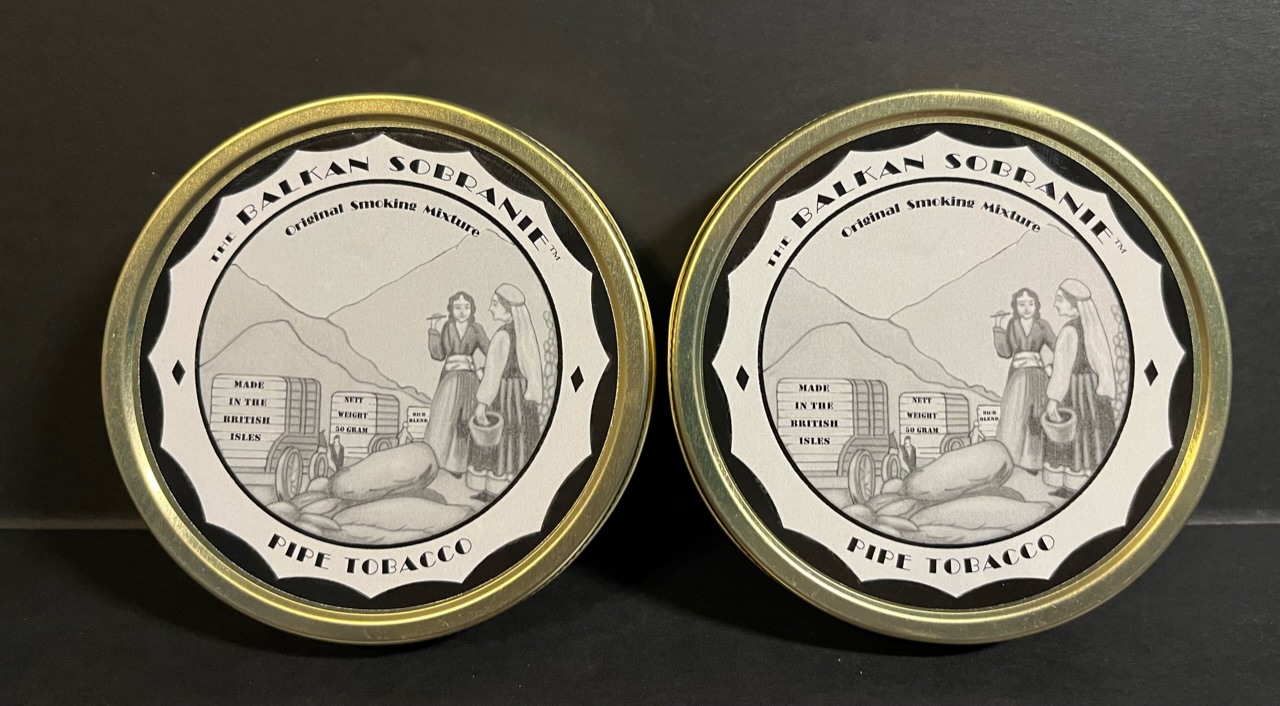 THE BALKAN SOBRANIE™
Original Smoking Mixture
MADE
IN THE
BRITISH
ISLES
NETT
WEIGHT
50 GRAM
RICH
BLEND
PIPE TOBACCO
THE BALKAN SOBRANIE™
Original Smoking Mixture
MADE
IN THE
BRITISH
ISLES
NETT
WEIGHT
50 GRAM
RICH
BLEND
PIPE TOBACCO